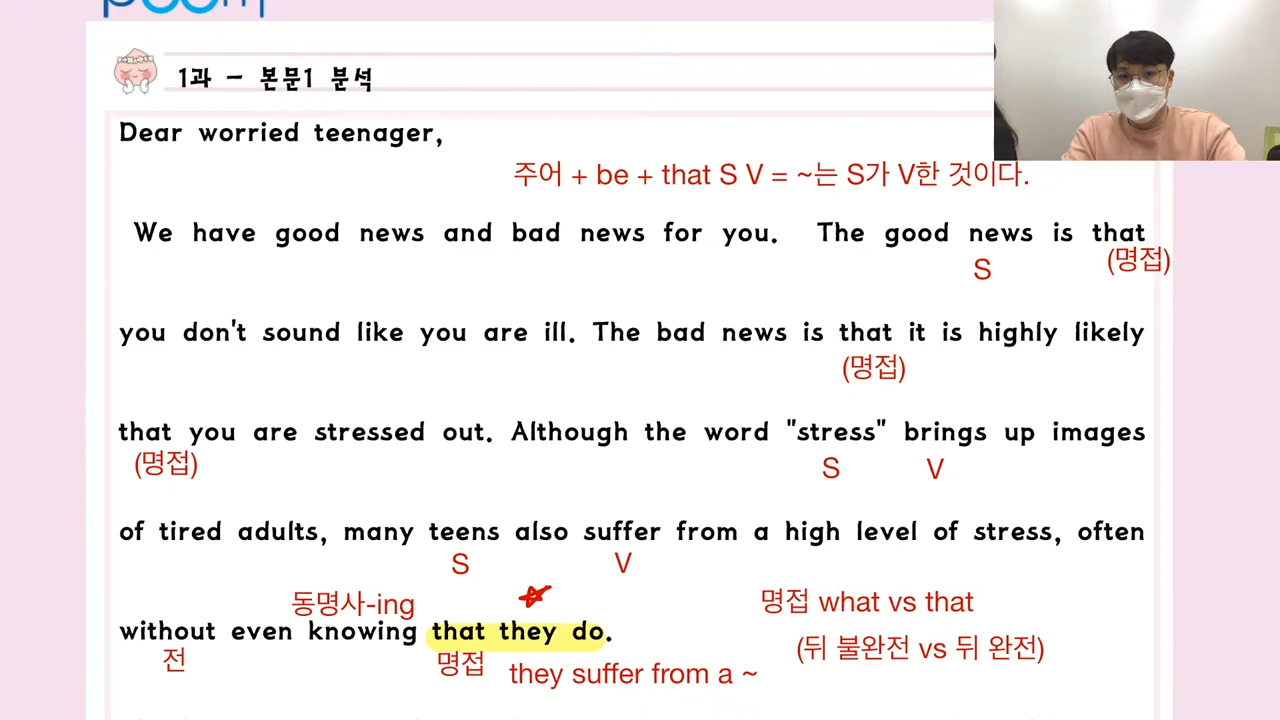 1과 - 본문1 분석
Dear worried teenager,
주어 + be + that S V = ~는 S가 V한 것이다.
We have good news and bad news for you. The good news is that
S
(명접)
you don't sound like you are ill. The bad news is that it is highly likely
(명접)
that you are stressed out. Although the word "stress" brings up images
(명접)
S
V
of tired adults, many teens also suffer from a high level of stress, often
S
V
동명사-ing
명접 what vs that
without even knowing that they do.
(뒤 불완전 vs 뒤 완전)
전
명접
they suffer from a ~